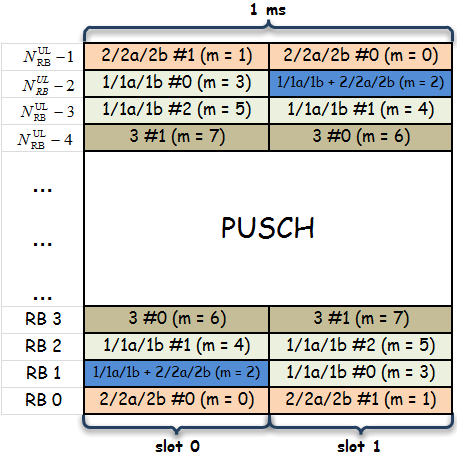 1 ms
N_RB^UL − 1 2/2a/2b #1 (m = 1) 2/2a/2b #0 (m = 0)
N_RB^UL − 2 1/1a/1b #0 (m = 3) 1/1a/1b + 2/2a/2b (m = 2)
N_RB^UL − 3 1/1a/1b #2 (m = 5) 1/1a/1b #1 (m = 4)
N_RB^UL − 4 3 #1 (m = 7) 3 #0 (m = 6)
...
PUSCH
...
...
RB 3 3 #0 (m = 6) 3 #1 (m = 7)
RB 2 1/1a/1b #1 (m = 4) 1/1a/1b #2 (m = 5)
RB 1 1/1a/1b + 2/2a/2b (m = 2) 1/1a/1b #0 (m = 3)
RB 0 2/2a/2b #0 (m = 0) 2/2a/2b #1 (m = 1)
slot 0 slot 1